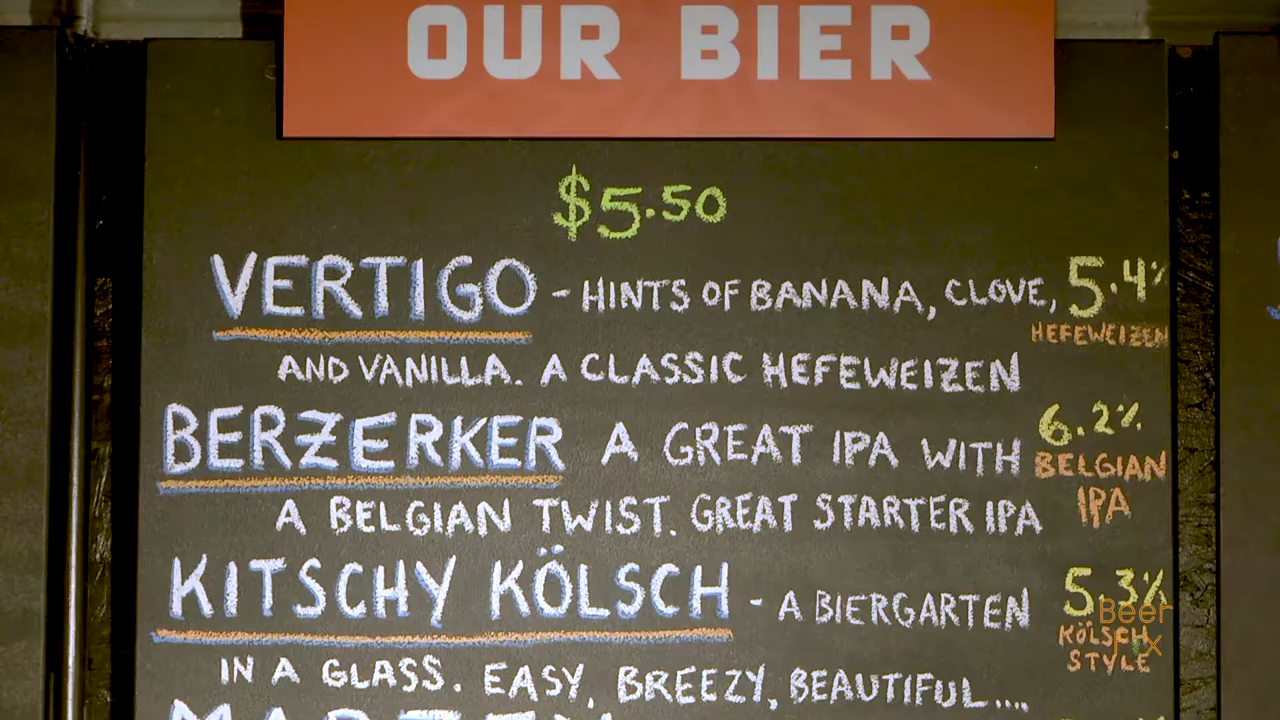 OUR BIER
$5.50
VERTIGO - HINTS OF BANANA, CLOVE, 5.4%
HEFEWEIZEN
AND VANILLA. A CLASSIC HEFEWEIZEN
BERZERKER A GREAT IPA WITH 6.2%
BELGIAN
A BELGIAN TWIST. GREAT STARTER IPA
IPA
KITSCHY KÖLSCH - A BIERGARTEN 5.3%
KÖLSCH
STYLE
IN A GLASS. EASY, BREEZY, BEAUTIFUL....
Beer